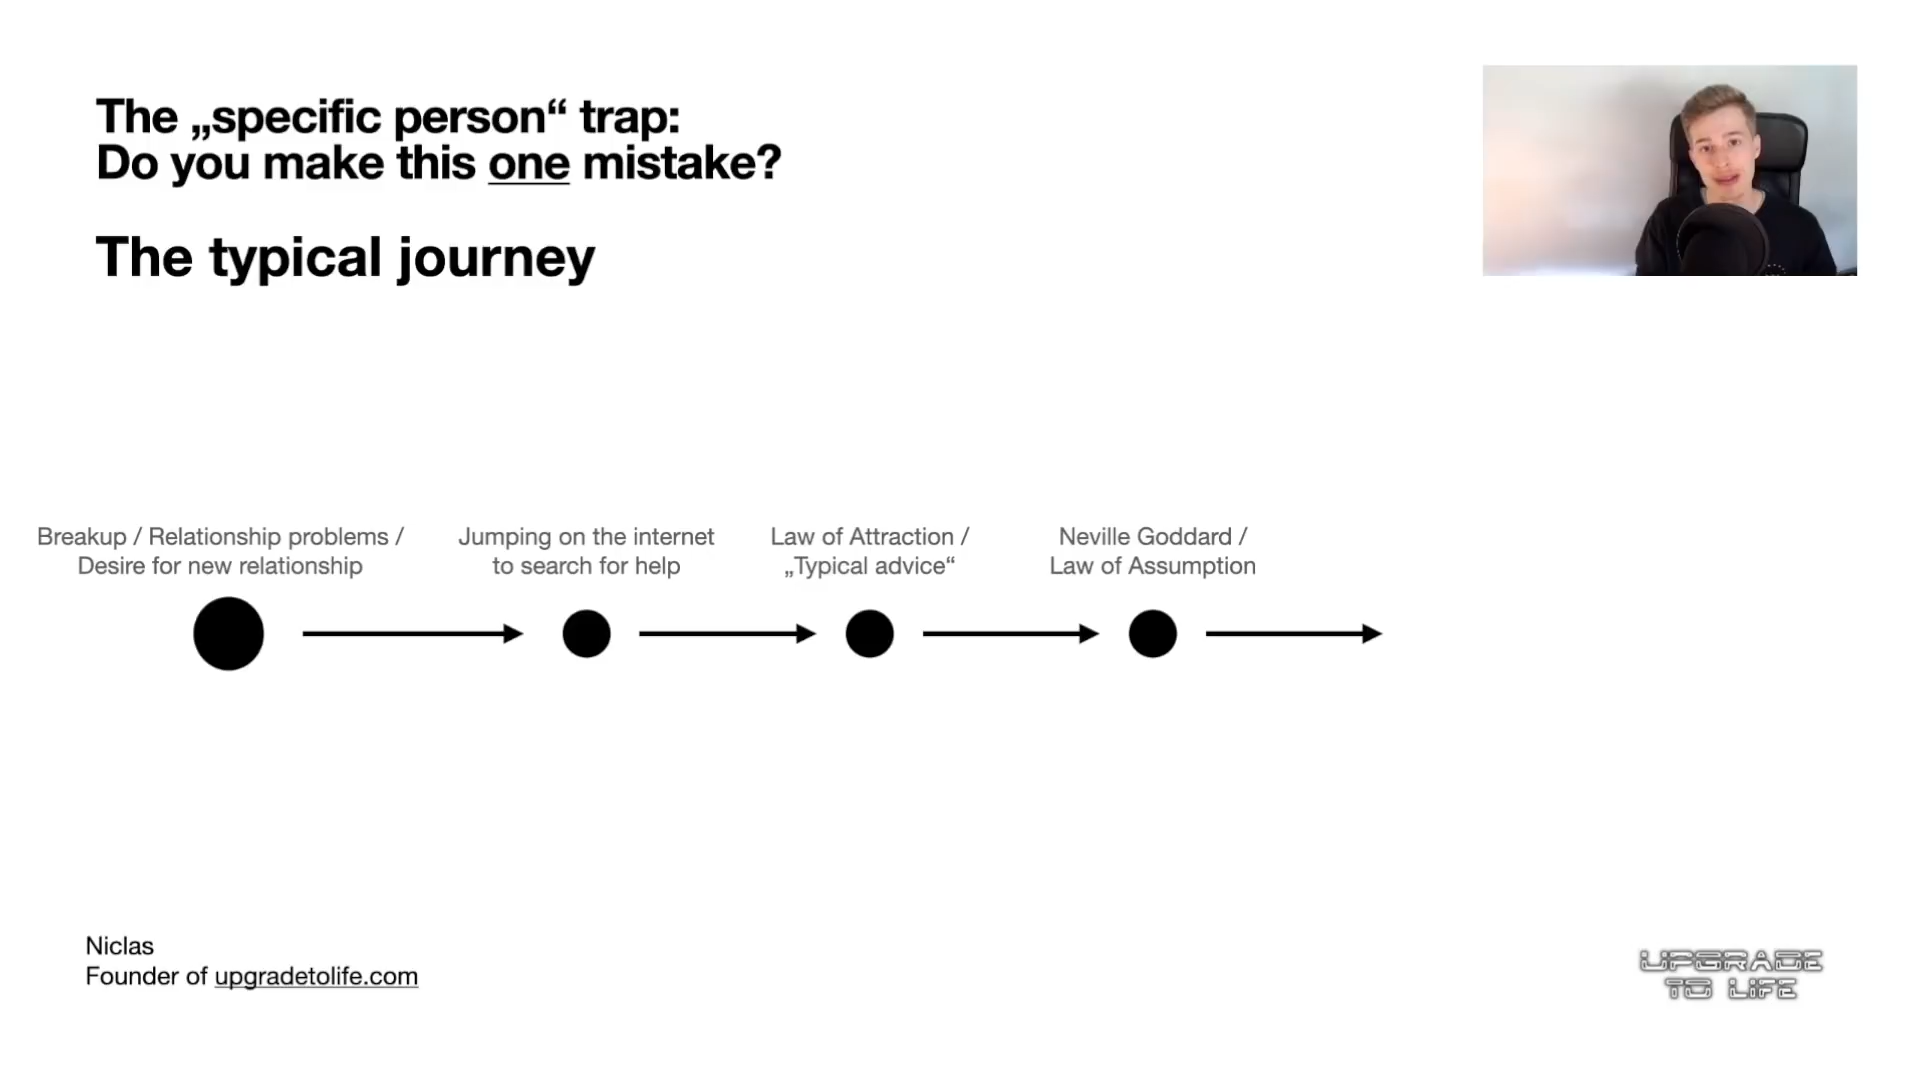 The „specific person“ trap:
Do you make this one mistake?
The typical journey
Breakup / Relationship problems /
Desire for new relationship
Jumping on the internet
to search for help
Law of Attraction /
„Typical advice“
Neville Goddard /
Law of Assumption
Niclas
Founder of upgradetolife.com
UPGRADE
TO LIFE